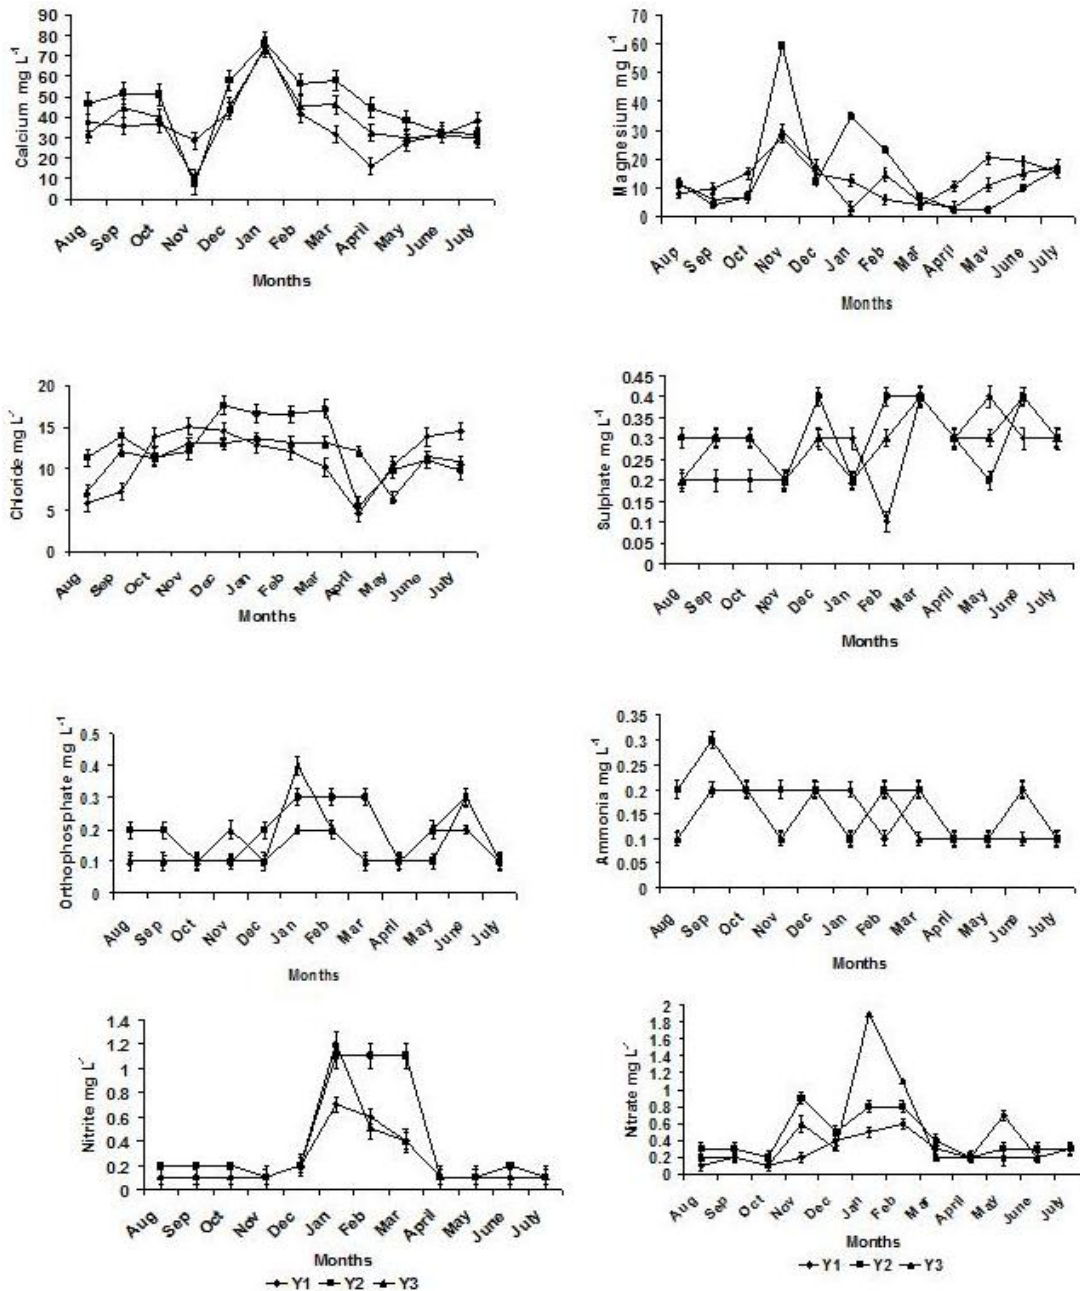 Calcium mg L-1
90
80
70
60
50
40
30
20
10
0
Aug Sep Oct Nov Dec Jan Feb Mar April May June July
Months
Magnesium mg L-1
70
60
50
40
30
20
10
0
Aug Sep Oct Nov Dec Jan Feb Mar April May June July
Months
Chloride mg L-
20
15
10
5
0
Aug Sep Oct Nov Dec Jan Feb Mar April May June July
Months
Sulphate mg L-1
0.45
0.4
0.35
0.3
0.25
0.2
0.15
0.1
0.05
0
Aug Sep Oct Nov Dec Jan Feb Mar April May June July
Months
Orthophosphate mg L-1
0.5
0.4
0.3
0.2
0.1
0
Aug Sep Oct Nov Dec Jan Feb Mar April May June July
Months
Ammonia mg L-1
0.35
0.3
0.25
0.2
0.15
0.1
0.05
0
Aug Sep Oct Nov Dec Jan Feb Mar April May June July
Months
Nitrite mg L-
1.4
1.2
1
0.8
0.6
0.4
0.2
0
Aug Sep Oct Nov Dec Jan Feb Mar April May June July
Months
Y1 Y2 Y3
Nitrate mg L-
2
1.8
1.6
1.4
1.2
1
0.8
0.6
0.4
0.2
0
Aug Sep Oct Nov Dec Jan Feb Mar April May June July
Months
Y1 Y2 Y3